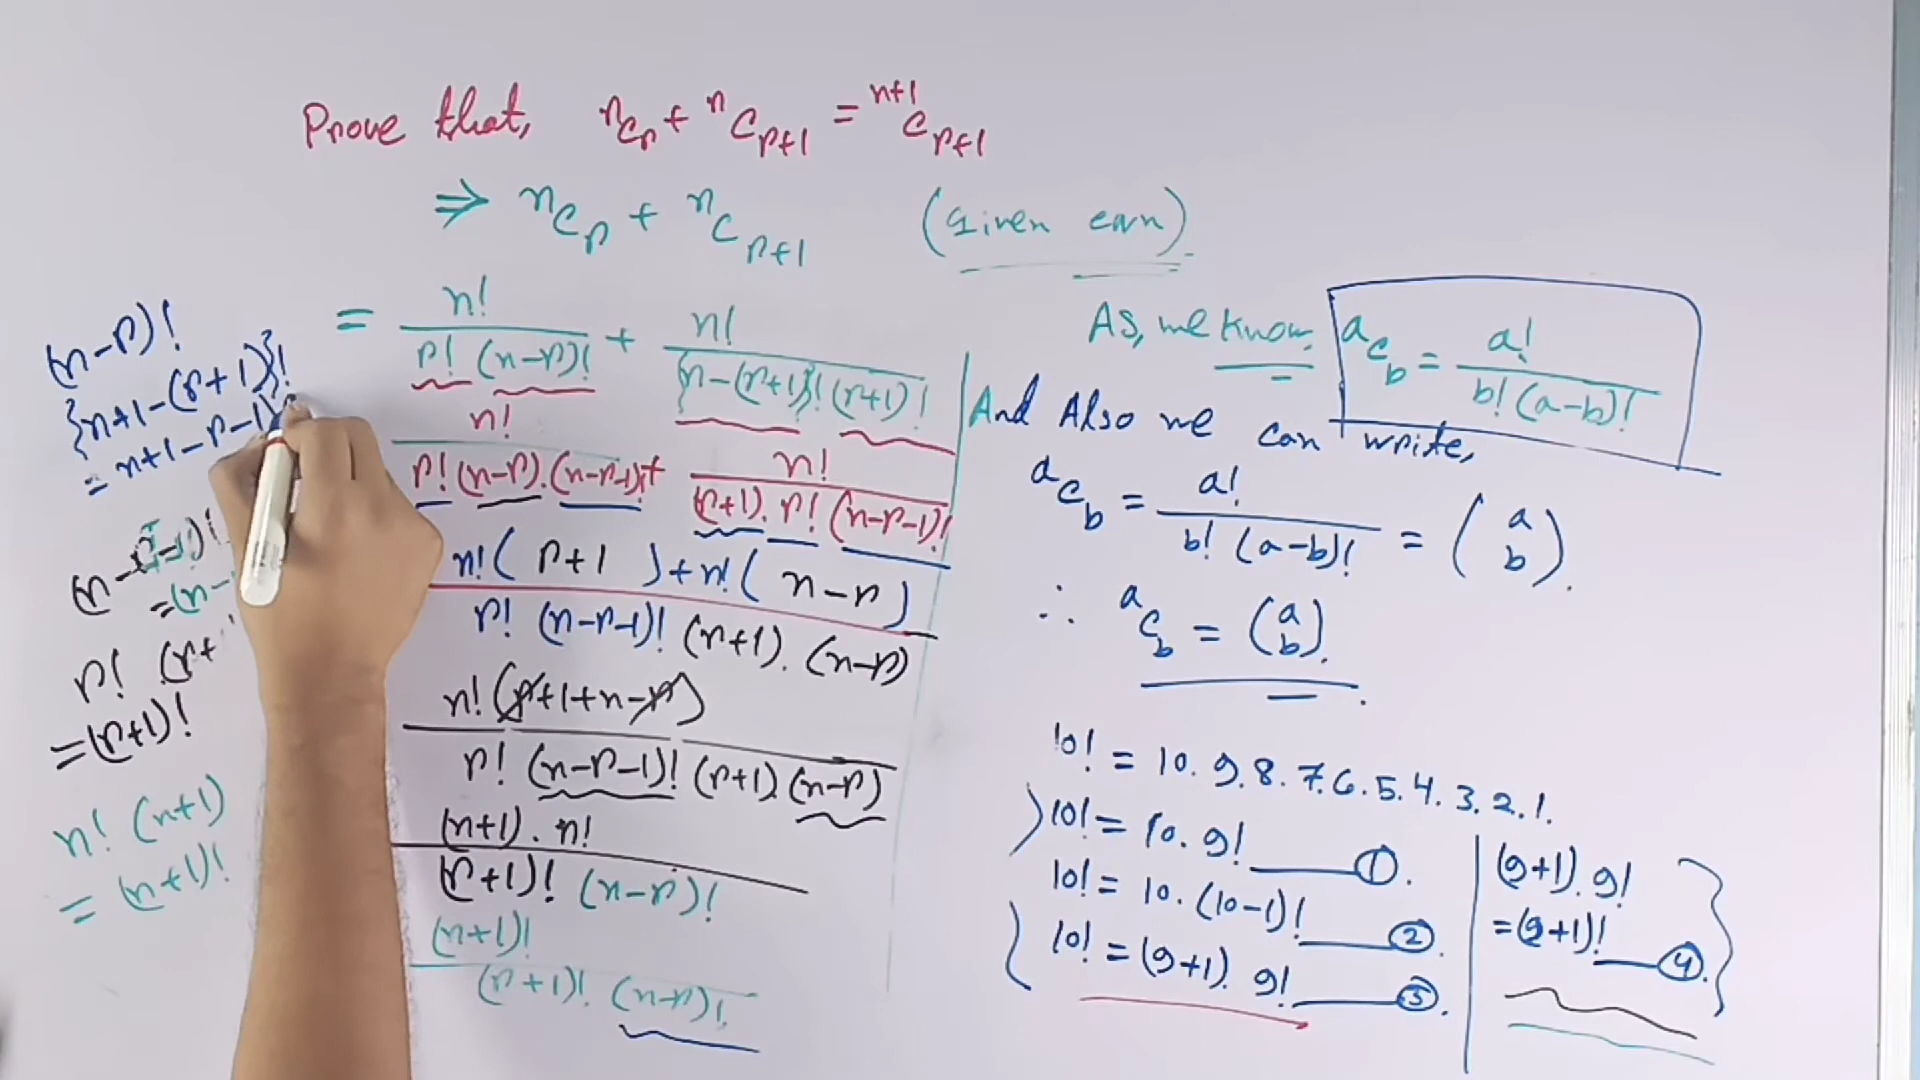 Prove that, ⁿCᵣ + ⁿCᵣ₊₁ = ⁿ⁺¹Cᵣ₊₁
⇒ ⁿCᵣ + ⁿCᵣ₊₁ (Given eqn).
= n!/(r! (n-r)!) + n!/({n-(r+1)}! (r+1)!)
n!/(r! (n-r).(n-r-1)!) + n!/((r+1). r! (n-r-1)!)
(n!(r+1) + n!(n-r))/(r! (n-r-1)! (r+1). (n-r))
n!(r+1+n-r)/(r! (n-r-1)! (r+1) (n-r))
(n+1). n!/((r+1)! (n-r)!)
(n+1)!/((r+1)! (n-r)!)
(n-r)!
{n+1-(r+1)}!
= n+1-r-1
r!
=(r+1)!
n! (n+1)
= (n+1)!
As, we know, ᵃC_b = a!/(b! (a-b)!)
And Also we can write,
ᵃC_b = a!/(b! (a-b)!) = (a b).
∴ ᵃC_b = (a b).
10! = 10. 9. 8. 7. 6. 5. 4. 3. 2. 1.
10! = 10. 9! ①.
10! = 10. (10-1)! ②.
10! = (9+1). 9! ③.
(9+1). 9!
=(9+1)! ④.